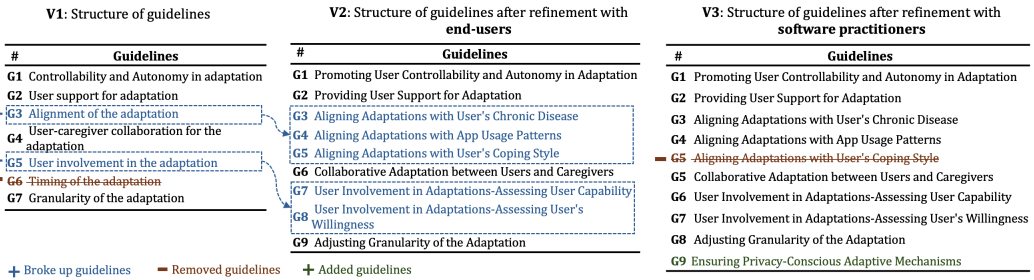 V1: Structure of guidelines
# Guidelines
G1 Controllability and Autonomy in adaptation
G2 User support for adaptation
G3 Alignment of the adaptation
G4 User-caregiver collaboration for the
adaptation
G5 User involvement in the adaptation
G6 Timing of the adaptation
G7 Granularity of the adaptation
V2: Structure of guidelines after refinement with
end-users
# Guidelines
G1 Promoting User Controllability and Autonomy in Adaptation
G2 Providing User Support for Adaptation
G3 Aligning Adaptations with User's Chronic Disease
G4 Aligning Adaptations with App Usage Patterns
G5 Aligning Adaptations with User's Coping Style
G6 Collaborative Adaptation between Users and Caregivers
G7 User Involvement in Adaptations-Assessing User Capability
G8 User Involvement in Adaptations-Assessing User's
Willingness
G9 Adjusting Granularity of the Adaptation
V3: Structure of guidelines after refinement with
software practitioners
# Guidelines
G1 Promoting User Controllability and Autonomy in Adaptation
G2 Providing User Support for Adaptation
G3 Aligning Adaptations with User's Chronic Disease
G4 Aligning Adaptations with App Usage Patterns
G5 Aligning Adaptations with User's Coping Style
G5 Collaborative Adaptation between Users and Caregivers
G6 User Involvement in Adaptations-Assessing User Capability
G7 User Involvement in Adaptations-Assessing User's Willingness
G8 Adjusting Granularity of the Adaptation
G9 Ensuring Privacy-Conscious Adaptive Mechanisms
+ Broke up guidelines
− Removed guidelines
+ Added guidelines